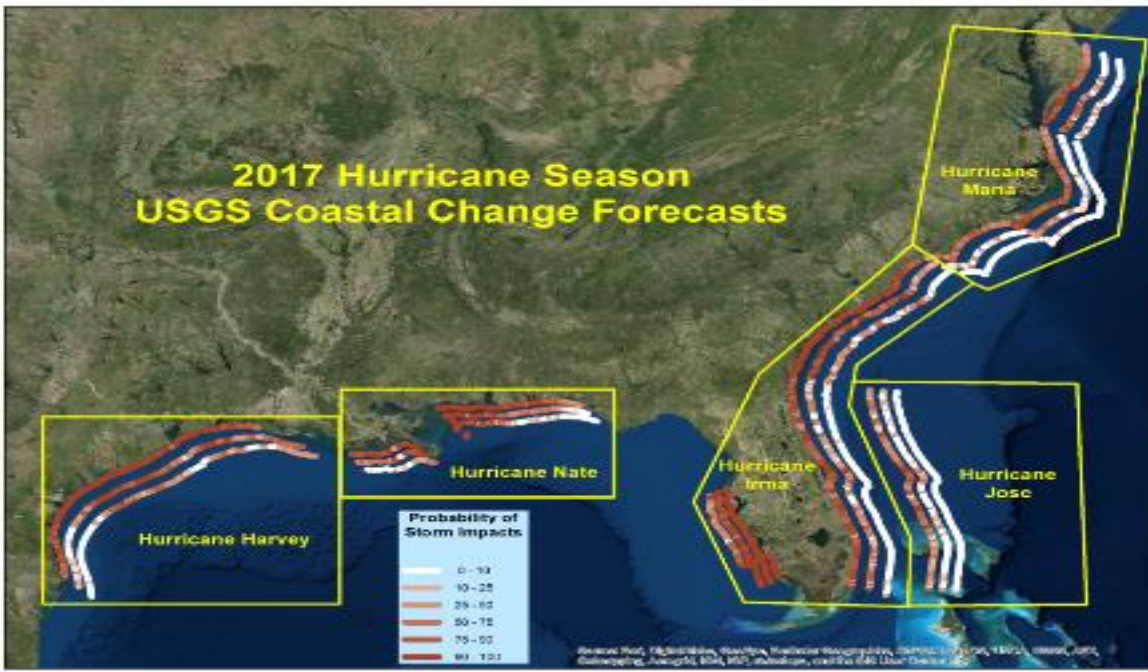 2017 Hurricane Season
USGS Coastal Change Forecasts
Hurricane
Maria
Hurricane Nate
Hurricane
Irma
Hurricane
Jose
Hurricane Harvey
Probability of
Storm Impacts
0 - 10
10 - 25
25 - 50
50 - 75
75 - 90
90 - 100